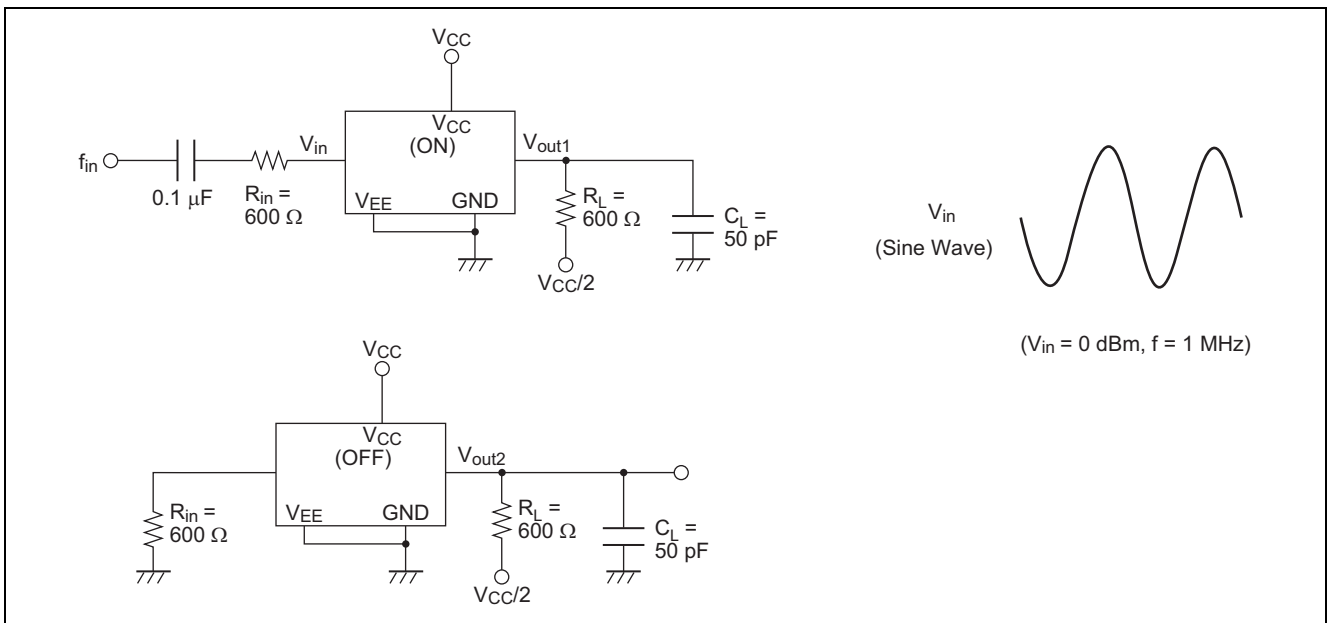 VCC
VCC
(ON)
fin
Vin
Vout1
0.1 μF
Rin =
600 Ω
VEE
GND
RL =
600 Ω
CL =
50 pF
VCC/2
Vin
(Sine Wave)
(Vin = 0 dBm, f = 1 MHz)
VCC
VCC
(OFF)
Vout2
Rin =
600 Ω
VEE
GND
RL =
600 Ω
CL =
50 pF
VCC/2